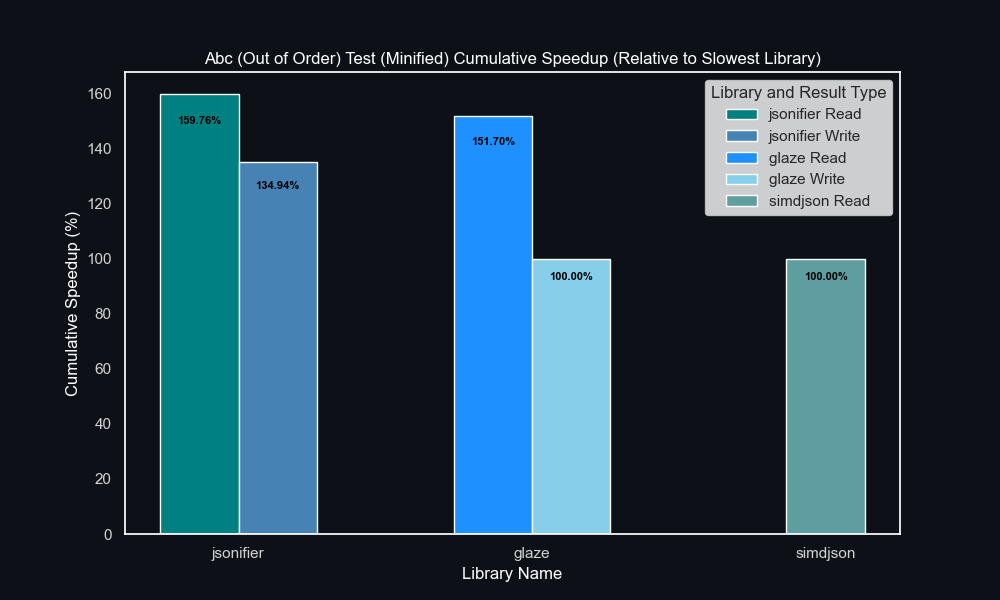 Abc (Out of Order) Test (Minified) Cumulative Speedup (Relative to Slowest Library)
Cumulative Speedup (%)
160
140
120
100
80
60
40
20
0
159.76%
134.94%
151.70%
100.00%
100.00%
Library and Result Type
jsonifier Read
jsonifier Write
glaze Read
glaze Write
simdjson Read
jsonifier
glaze
simdjson
Library Name